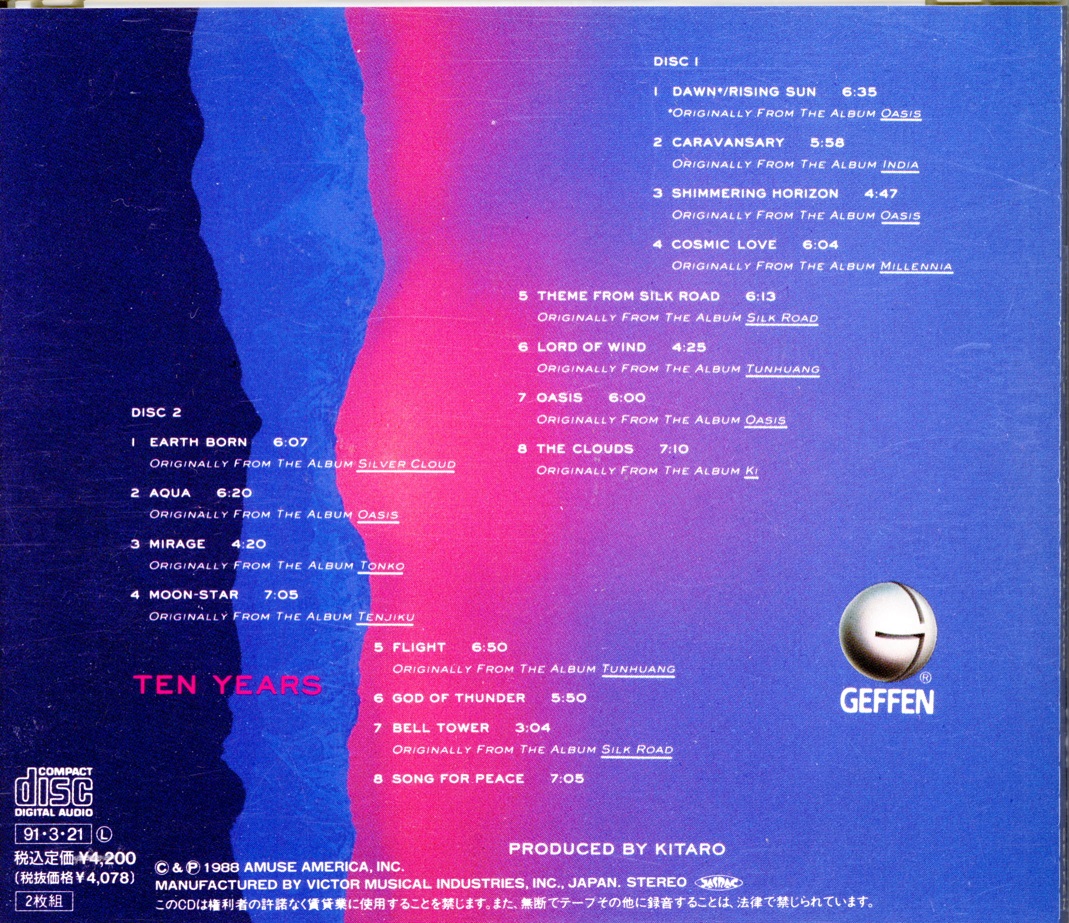 DISC 1
1 DAWN*/RISING SUN 6:35
*ORIGINALLY FROM THE ALBUM OASIS
2 CARAVANSARY 5:58
ORIGINALLY FROM THE ALBUM INDIA
3 SHIMMERING HORIZON 4:47
ORIGINALLY FROM THE ALBUM OASIS
4 COSMIC LOVE 6:04
ORIGINALLY FROM THE ALBUM MILLENNIA
5 THEME FROM SILK ROAD 6:13
ORIGINALLY FROM THE ALBUM SILK ROAD
6 LORD OF WIND 4:25
ORIGINALLY FROM THE ALBUM TUNHUANG
7 OASIS 6:00
ORIGINALLY FROM THE ALBUM OASIS
8 THE CLOUDS 7:10
ORIGINALLY FROM THE ALBUM KI
DISC 2
1 EARTH BORN 6:07
ORIGINALLY FROM THE ALBUM SILVER CLOUD
2 AQUA 6:20
ORIGINALLY FROM THE ALBUM OASIS
3 MIRAGE 4:20
ORIGINALLY FROM THE ALBUM TONKO
4 MOON-STAR 7:05
ORIGINALLY FROM THE ALBUM TENJIKU
5 FLIGHT 6:50
ORIGINALLY FROM THE ALBUM TUNHUANG
6 GOD OF THUNDER 5:50
7 BELL TOWER 3:04
ORIGINALLY FROM THE ALBUM SILK ROAD
8 SONG FOR PEACE 7:05
TEN YEARS
GEFFEN
®
COMPACT
disc
DIGITAL AUDIO
91・3・21 Ⓛ
税込定価 ¥4,200
(税抜価格¥4,078)
2枚組
PRODUCED BY KITARO
© & ℗ 1988 AMUSE AMERICA, INC.
MANUFACTURED BY VICTOR MUSICAL INDUSTRIES, INC., JAPAN. STEREO JASRAC
このCDは権利者の許諾なく賃貸業に使用することを禁じます。また、無断でテープその他に録音することは、法律で禁じられています。